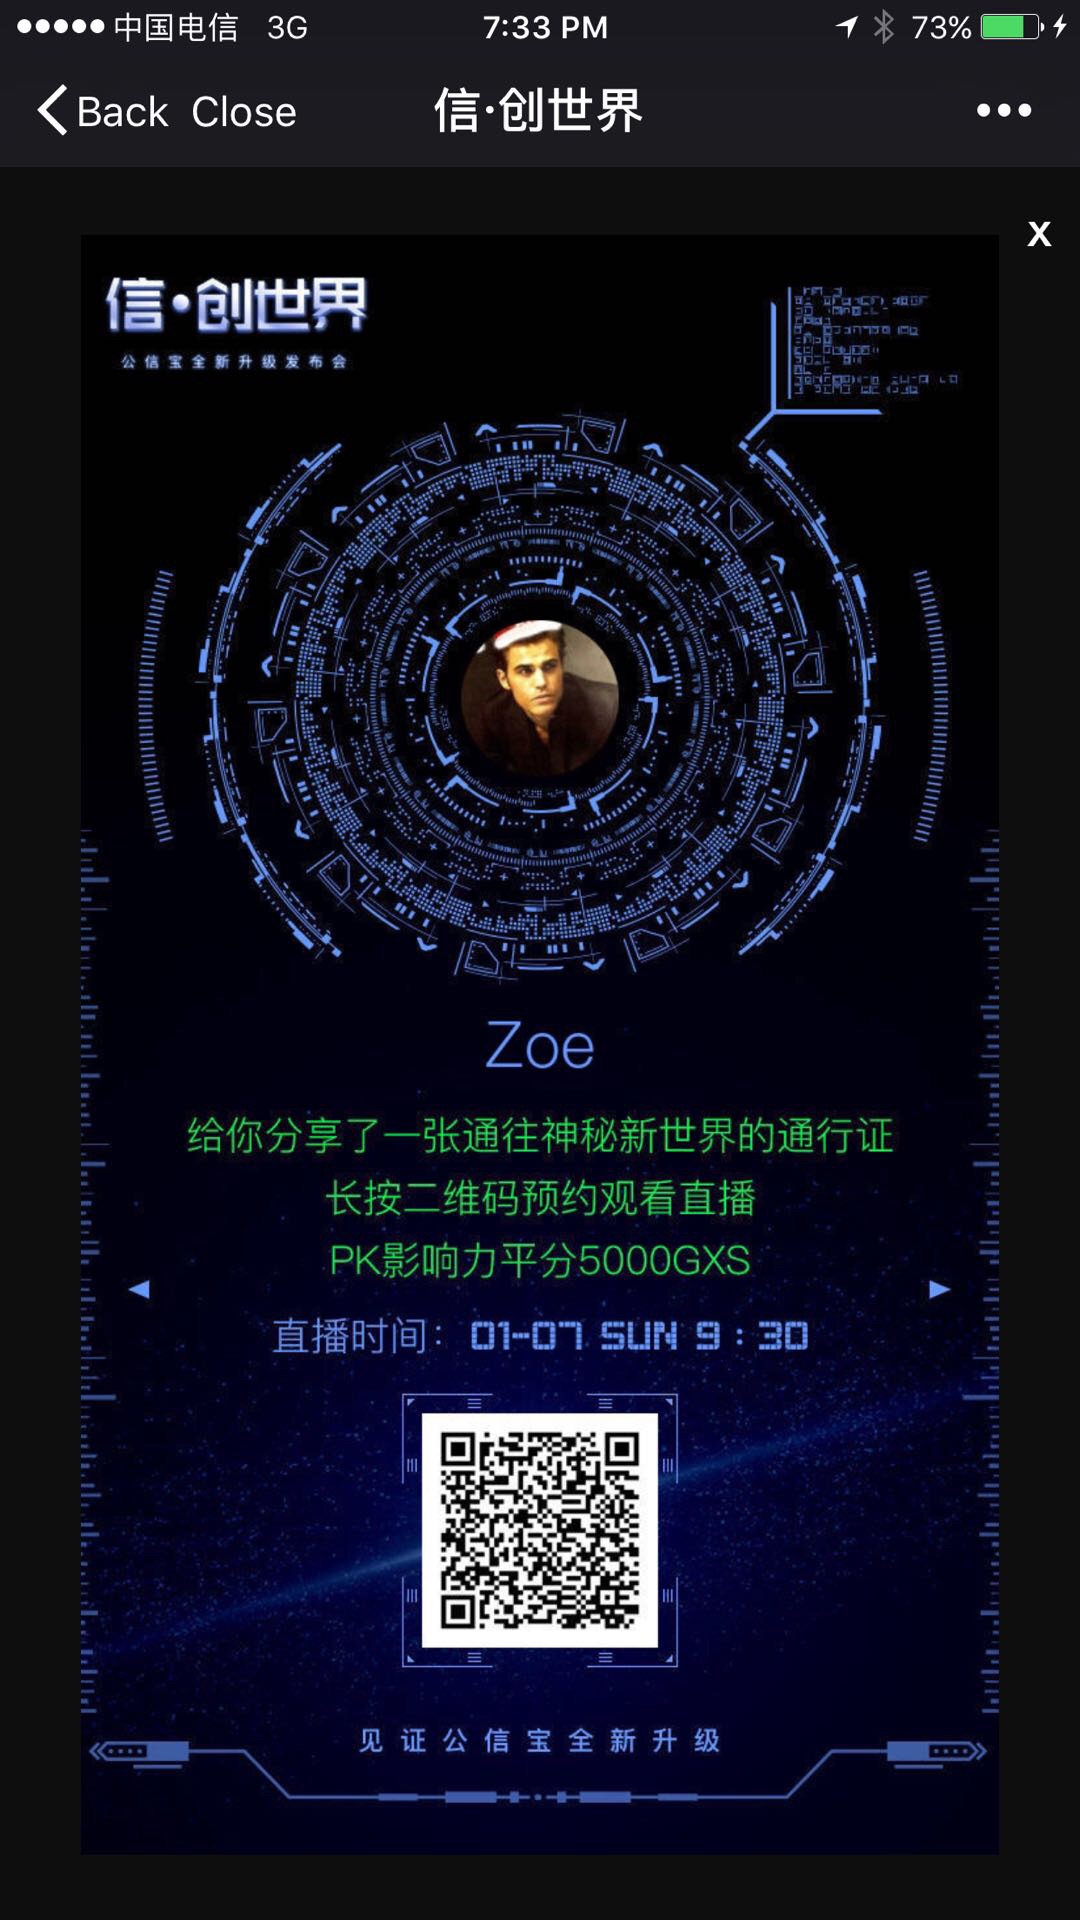 中国电信 3G 7:33 PM 73%
Back Close 信·创世界 •••
X
信·创世界
公信宝全新升级发布会
Zoe
给你分享了一张通往神秘新世界的通行证
长按二维码预约观看直播
PK影响力平分5000GXS
直播时间：01-07 SUN 9:30
见证公信宝全新升级